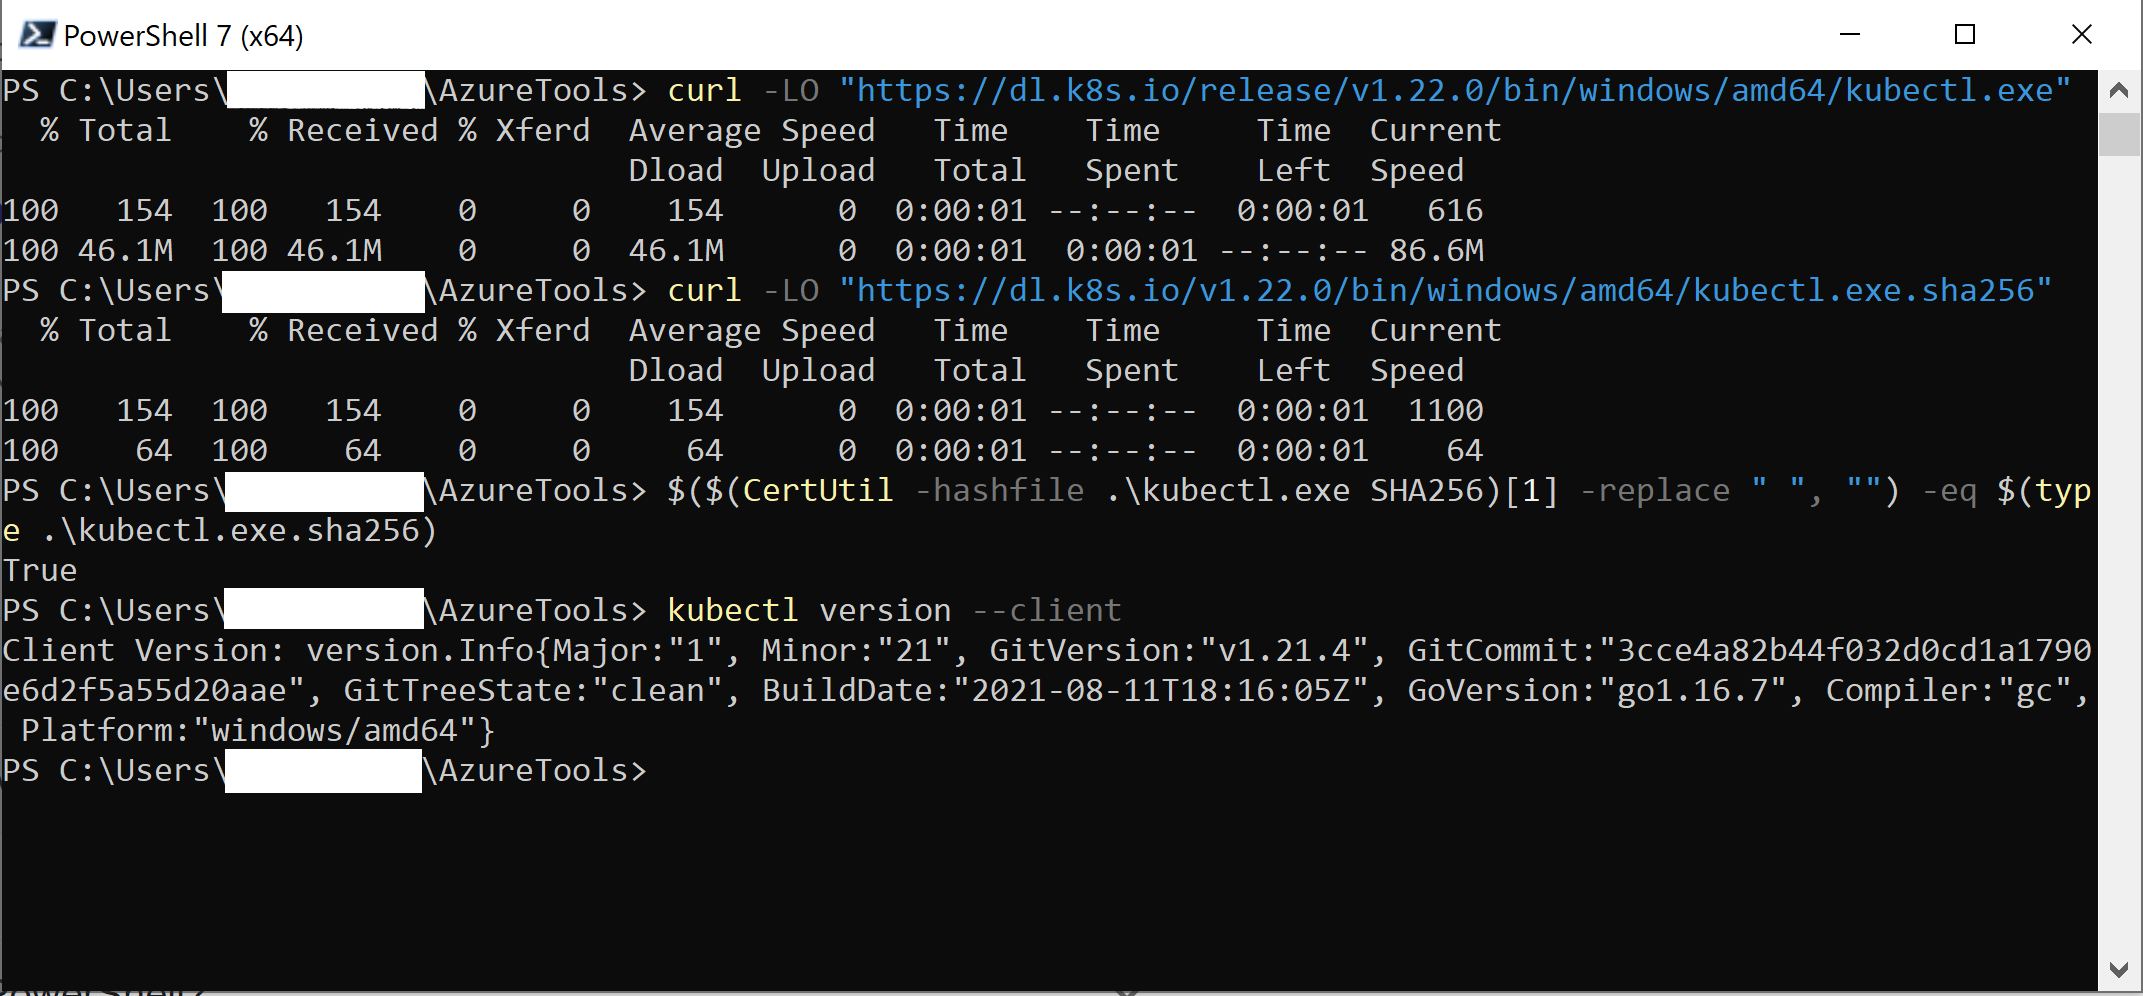 PowerShell 7 (x64)
PS C:\Users\ \AzureTools> curl -LO "https://dl.k8s.io/release/v1.22.0/bin/windows/amd64/kubectl.exe"
% Total % Received % Xferd Average Speed Time Time Time Current
Dload Upload Total Spent Left Speed
100 154 100 154 0 0 154 0 0:00:01 --:--:-- 0:00:01 616
100 46.1M 100 46.1M 0 0 46.1M 0 0:00:01 0:00:01 --:--:-- 86.6M
PS C:\Users\ \AzureTools> curl -LO "https://dl.k8s.io/v1.22.0/bin/windows/amd64/kubectl.exe.sha256"
% Total % Received % Xferd Average Speed Time Time Time Current
Dload Upload Total Spent Left Speed
100 154 100 154 0 0 154 0 0:00:01 --:--:-- 0:00:01 1100
100 64 100 64 0 0 64 0 0:00:01 --:--:-- 0:00:01 64
PS C:\Users\ \AzureTools> $($(CertUtil -hashfile .\kubectl.exe SHA256)[1] -replace " ", "") -eq $(typ
e .\kubectl.exe.sha256)
True
PS C:\Users\ \AzureTools> kubectl version --client
Client Version: version.Info{Major:"1", Minor:"21", GitVersion:"v1.21.4", GitCommit:"3cce4a82b44f032d0cd1a1790
e6d2f5a55d20aae", GitTreeState:"clean", BuildDate:"2021-08-11T18:16:05Z", GoVersion:"go1.16.7", Compiler:"gc",
Platform:"windows/amd64"}
PS C:\Users\ \AzureTools>